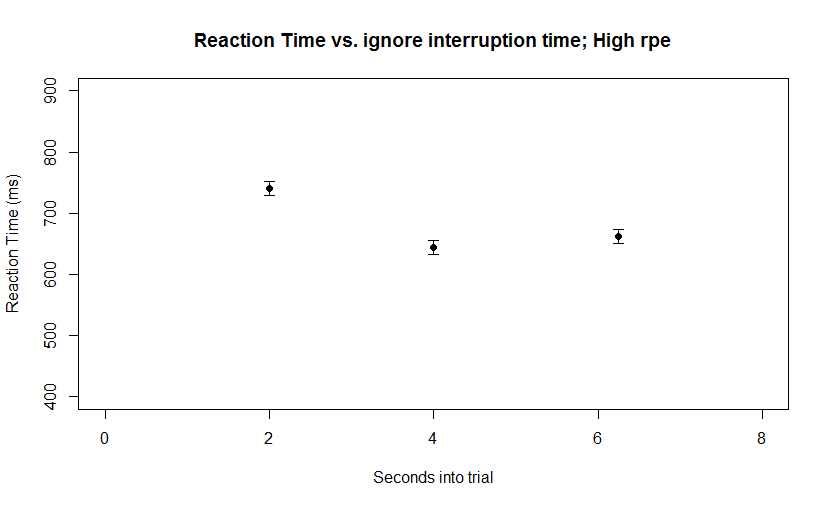 Reaction Time vs. ignore interruption time; High rpe
Reaction Time (ms)
900
800
700
600
500
400
0 2 4 6 8
Seconds into trial